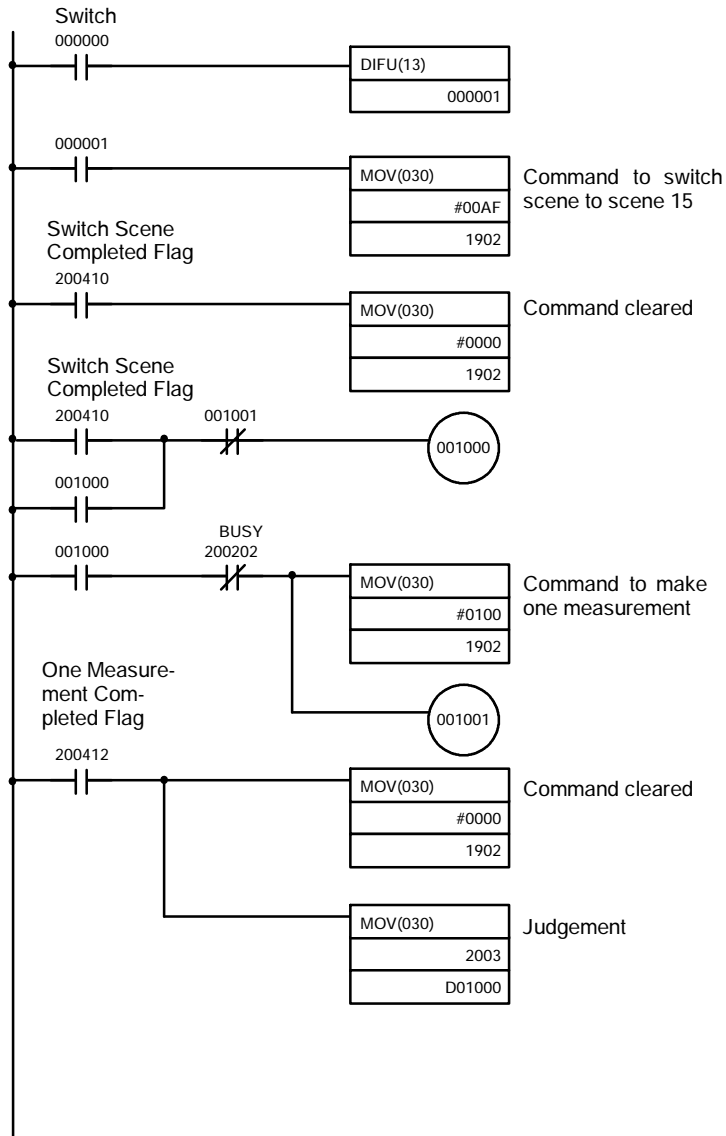 Switch
000000
DIFU(13)
000001
000001
MOV(030)
#00AF
1902
Command to switch
scene to scene 15
Switch Scene
Completed Flag
200410
MOV(030)
#0000
1902
Command cleared
Switch Scene
Completed Flag
200410
001001
001000
001000
001000
BUSY
200202
MOV(030)
#0100
1902
Command to make
one measurement
001001
One Measure-
ment Com-
pleted Flag
200412
MOV(030)
#0000
1902
Command cleared
MOV(030)
2003
D01000
Judgement